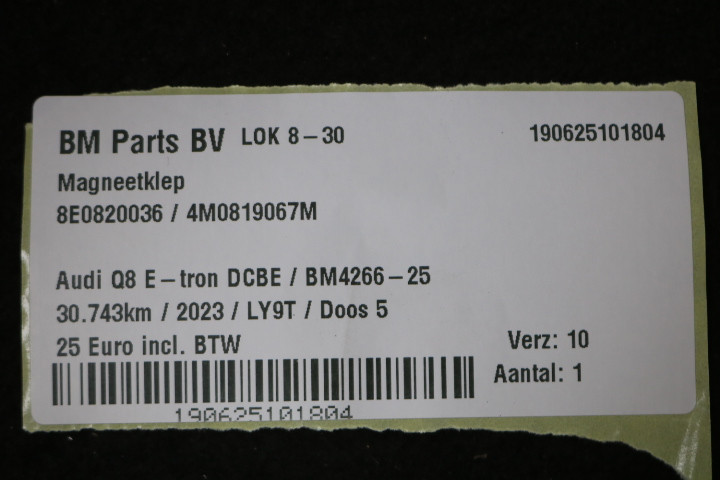 BM Parts BV LOK 8-30 190625101804
Magneetklep
8E0820036 / 4M0819067M
Audi Q8 E-tron DCBE / BM4266-25
30.743km / 2023 / LY9T / Doos 5
25 Euro incl. BTW Verz: 10
Aantal: 1
190625101804